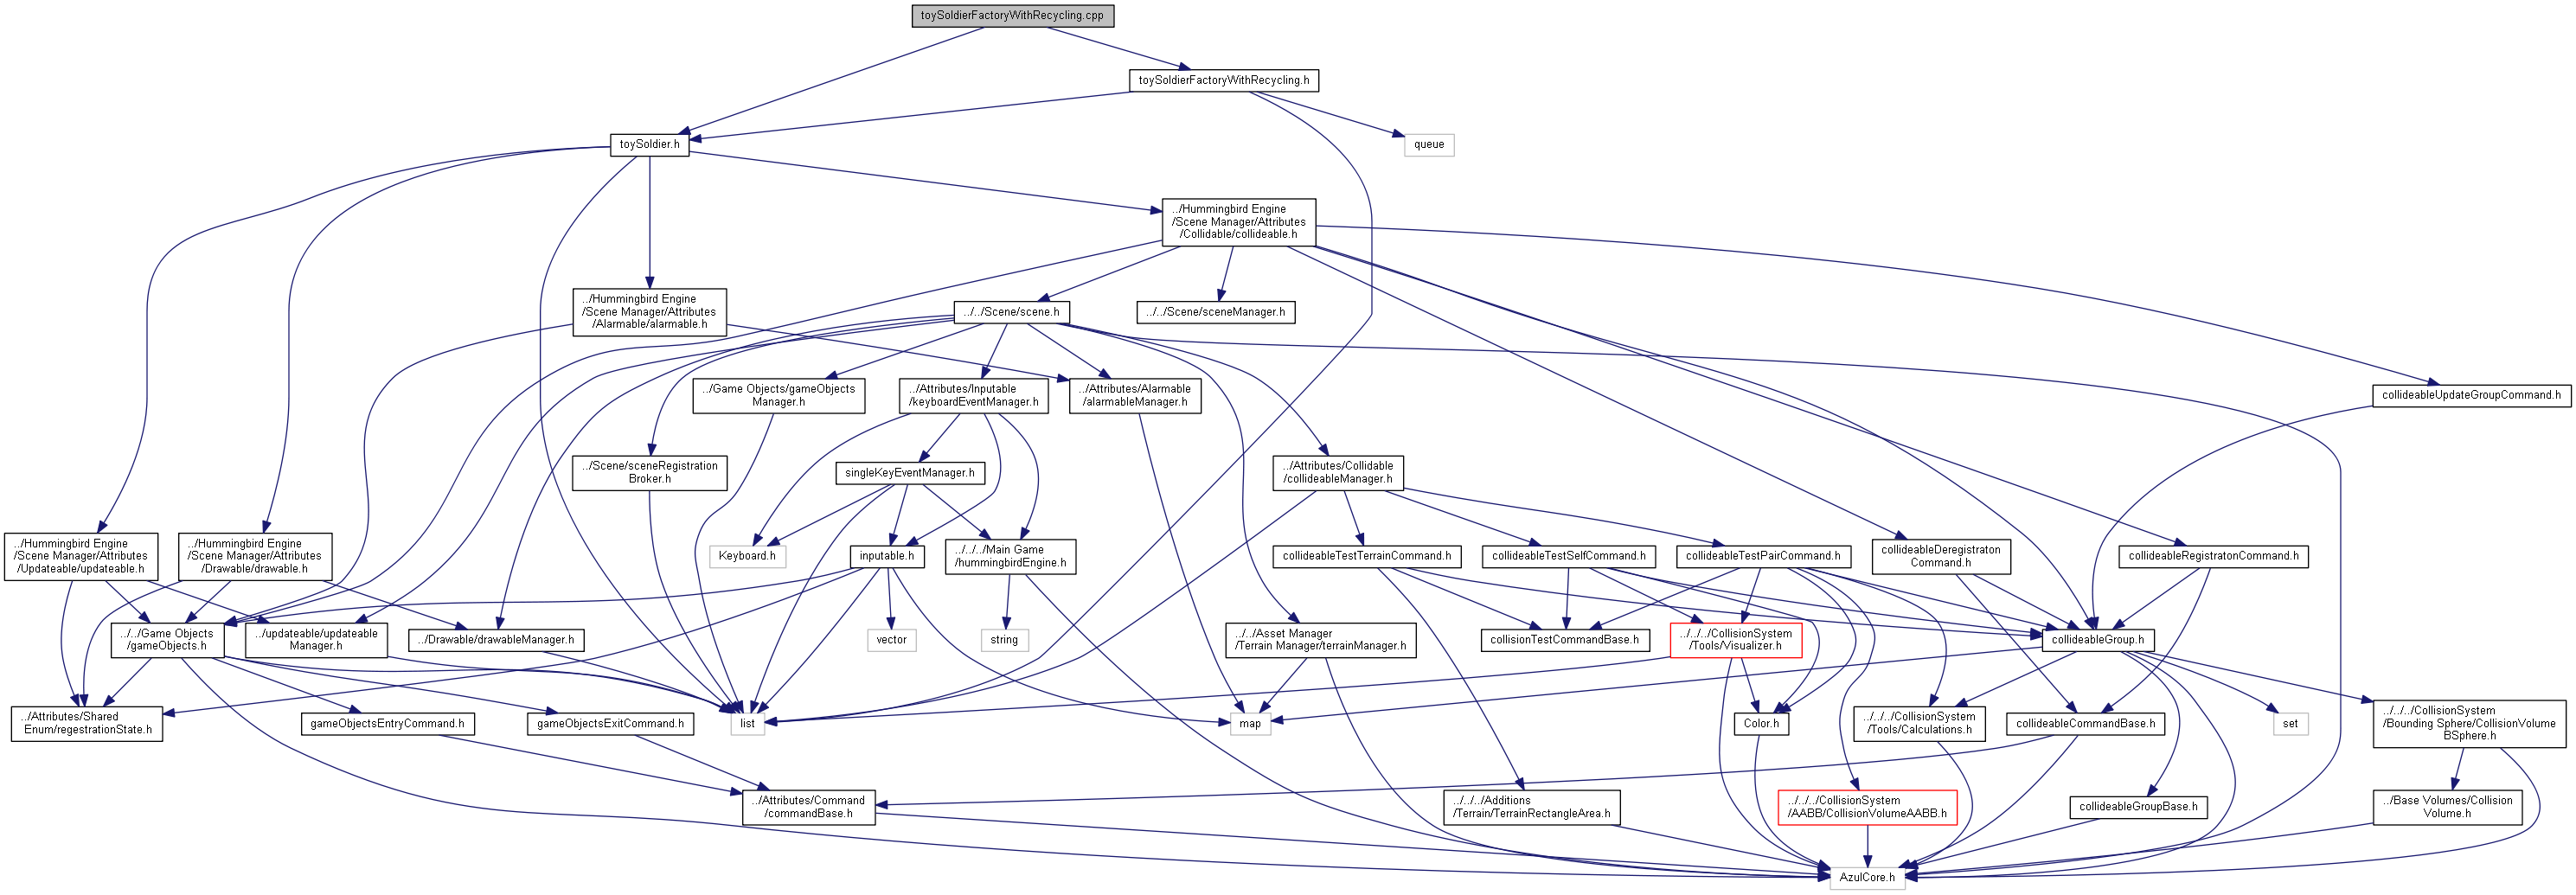 toySoldierFactoryWithRecycling.cpp
toySoldierFactoryWithRecycling.h
toySoldier.h
queue
../Hummingbird Engine
/Scene Manager/Attributes
/Collidable/collideable.h
../Hummingbird Engine
/Scene Manager/Attributes
/Alarmable/alarmable.h
../../Scene/scene.h
../../Scene/sceneManager.h
../Game Objects/gameObjects
Manager.h
../Attributes/Inputable
/keyboardEventManager.h
../Attributes/Alarmable
/alarmableManager.h
collideableUpdateGroupCommand.h
../Scene/sceneRegistration
Broker.h
singleKeyEventManager.h
../Attributes/Collidable
/collideableManager.h
../Hummingbird Engine
/Scene Manager/Attributes
/Updateable/updateable.h
../Hummingbird Engine
/Scene Manager/Attributes
/Drawable/drawable.h
Keyboard.h
inputable.h
../../../Main Game
/hummingbirdEngine.h
collideableTestTerrainCommand.h
collideableTestSelfCommand.h
collideableTestPairCommand.h
collideableDeregistraton
Command.h
collideableRegistratonCommand.h
../../Game Objects
/gameObjects.h
../updateable/updateable
Manager.h
../Drawable/drawableManager.h
vector
string
../../Asset Manager
/Terrain Manager/terrainManager.h
collisionTestCommandBase.h
../../../CollisionSystem
/Tools/Visualizer.h
collideableGroup.h
../Attributes/Shared
Enum/regestrationState.h
gameObjectsEntryCommand.h
gameObjectsExitCommand.h
list
map
Color.h
../../../CollisionSystem
/Tools/Calculations.h
collideableCommandBase.h
set
../../../CollisionSystem
/Bounding Sphere/CollisionVolume
BSphere.h
../Attributes/Command
/commandBase.h
../../../Additions
/Terrain/TerrainRectangleArea.h
../../../CollisionSystem
/AABB/CollisionVolumeAABB.h
collideableGroupBase.h
../Base Volumes/Collision
Volume.h
AzulCore.h